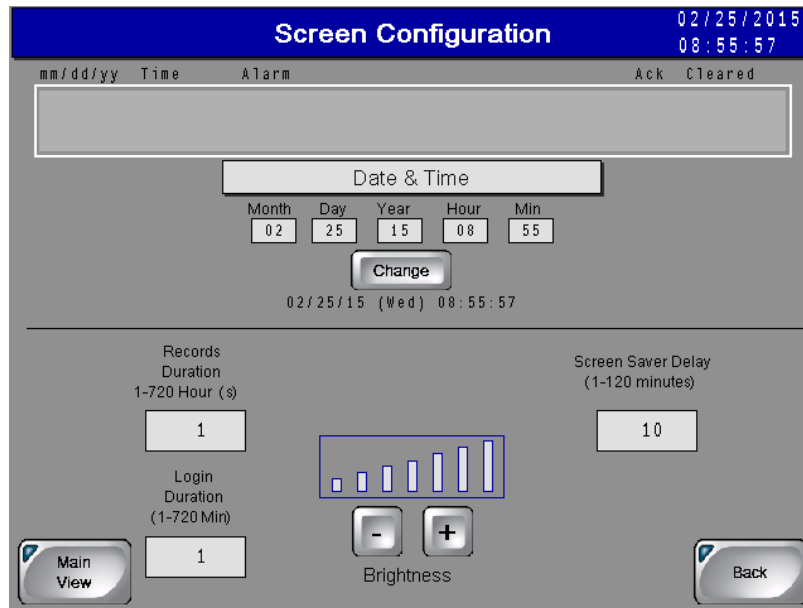 Screen Configuration
02/25/2015
08:55:57
mm/dd/yy Time Alarm Ack Cleared
Date & Time
Month Day Year Hour Min
02 25 15 08 55
Change
02/25/15 (Wed) 08:55:57
Records
Duration
1-720 Hour (s)
1
Screen Saver Delay
(1-120 minutes)
10
Login
Duration
(1-720 Min)
1
- +
Brightness
Main
View
Back